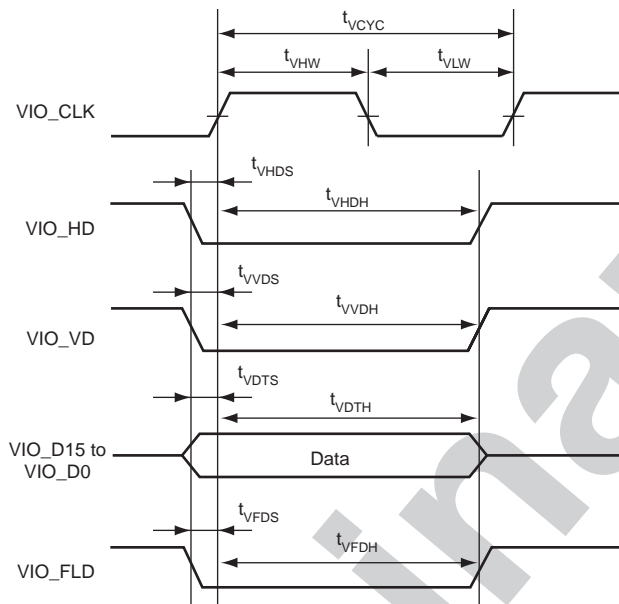 tVCYC
tVHW
tVLW
VIO_CLK
tVHDS
tVHDH
VIO_HD
tVVDS
tVVDH
VIO_VD
tVDTS
tVDTH
VIO_D15 to
VIO_D0
Data
tVFDS
tVFDH
VIO_FLD
ina